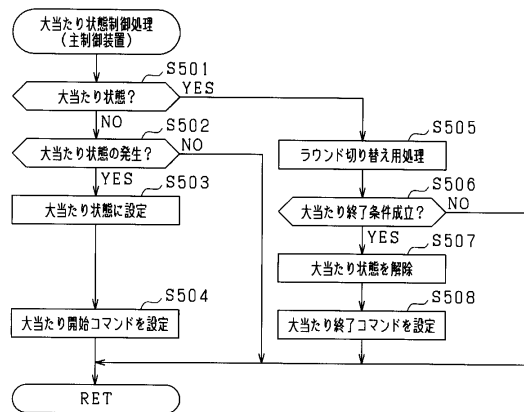 大当たり状態制御処理
(主制御装置)
S501
大当たり状態?
YES
NO
S502
大当たり状態の発生?
NO
YES
S503
大当たり状態に設定
S504
大当たり開始コマンドを設定
S505
ラウンド切り替え用処理
S506
大当たり終了条件成立?
NO
YES
S507
大当たり状態を解除
S508
大当たり終了コマンドを設定
RET